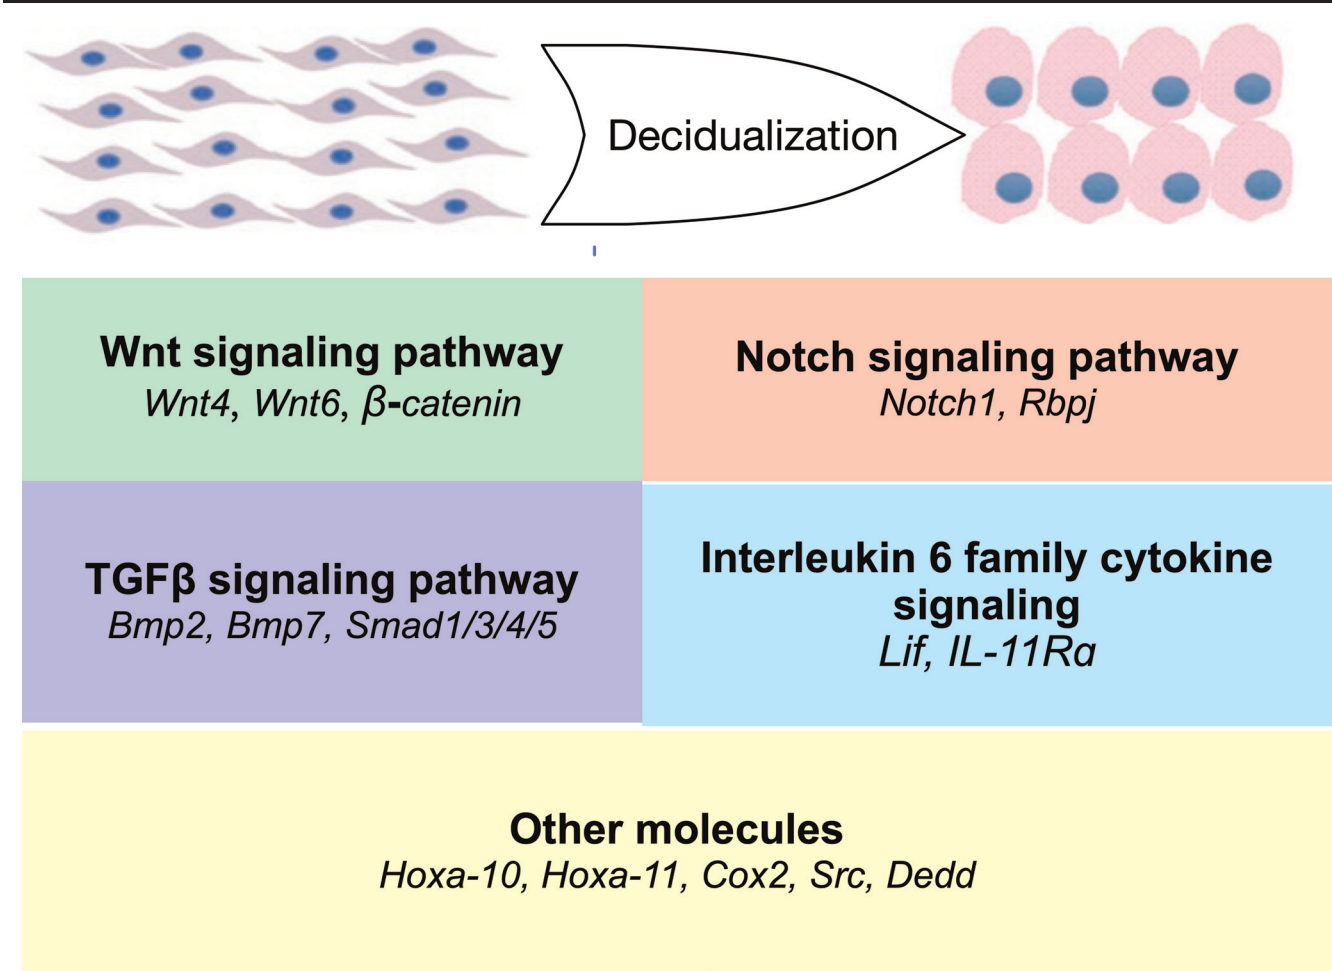 Decidualization
Wnt signaling pathway
Wnt4, Wnt6, β-catenin
Notch signaling pathway
Notch1, Rbpj
TGFβ signaling pathway
Bmp2, Bmp7, Smad1/3/4/5
Interleukin 6 family cytokine
signaling
Lif, IL-11Rα
Other molecules
Hoxa-10, Hoxa-11, Cox2, Src, Dedd